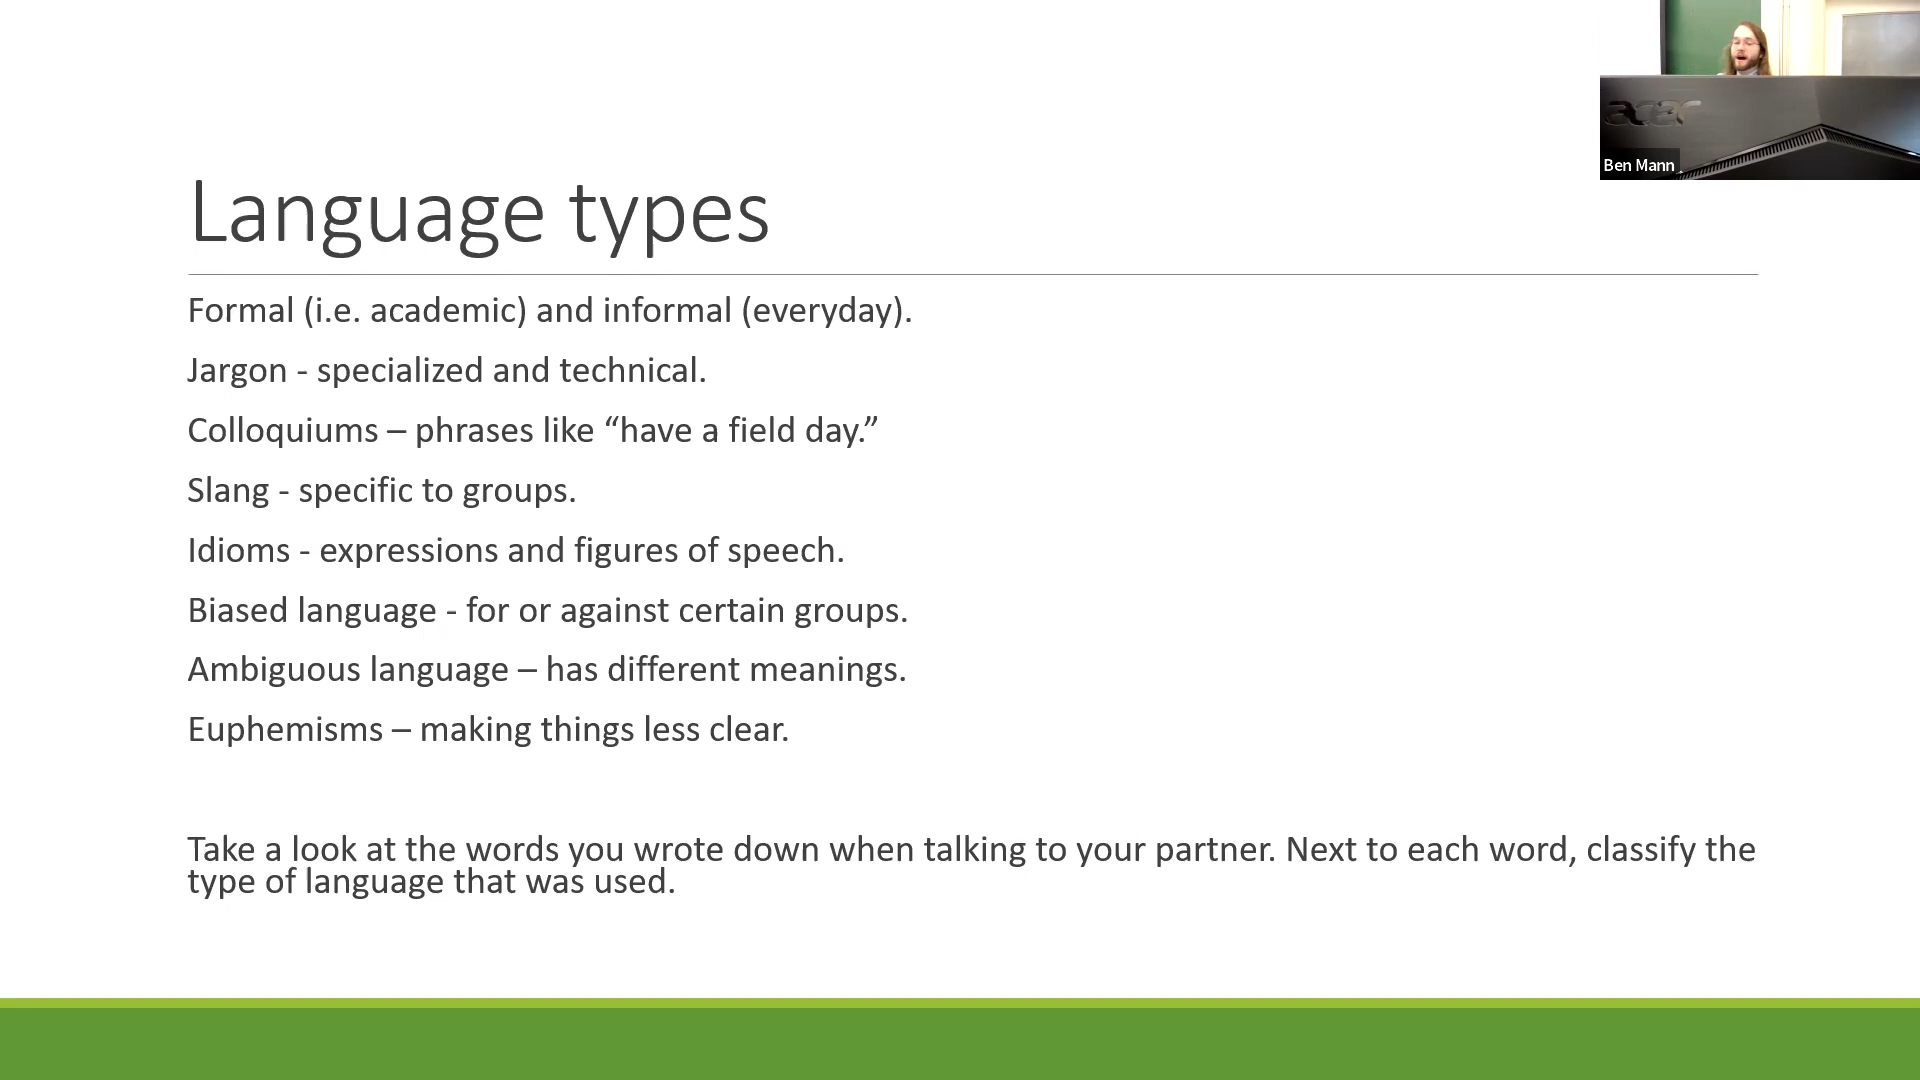 acer
Ben Mann
Language types
Formal (i.e. academic) and informal (everyday).
Jargon - specialized and technical.
Colloquiums – phrases like “have a field day.”
Slang - specific to groups.
Idioms - expressions and figures of speech.
Biased language - for or against certain groups.
Ambiguous language – has different meanings.
Euphemisms – making things less clear.
Take a look at the words you wrote down when talking to your partner. Next to each word, classify the
type of language that was used.